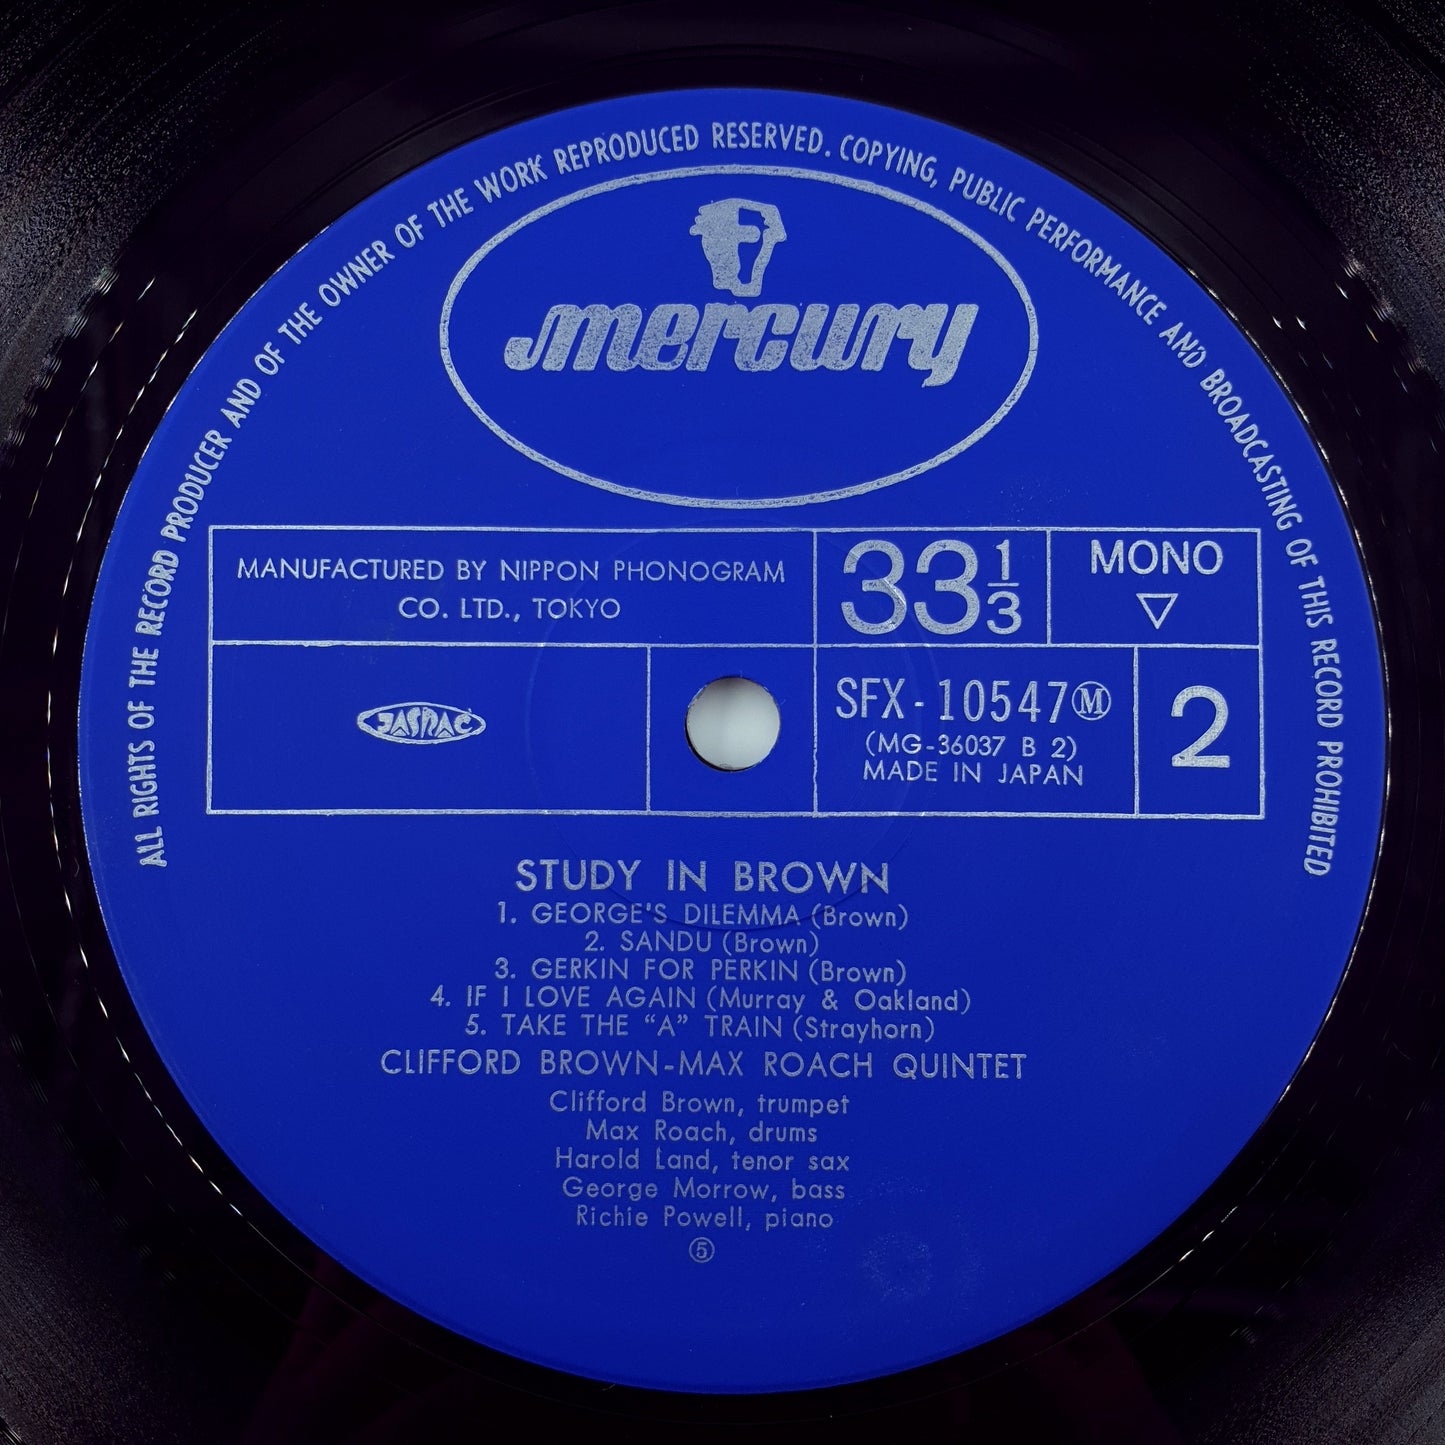 ALL RIGHTS OF THE RECORD PRODUCER AND OF THE OWNER OF THE WORK REPRODUCED RESERVED. COPYING, PUBLIC PERFORMANCE AND BROADCASTING OF THIS RECORD PROHIBITED
mercury
MANUFACTURED BY NIPPON PHONOGRAM
CO. LTD., TOKYO
33 1/3
MONO
▽
JASRAC
SFX-10547Ⓜ
(MG-36037 B 2)
MADE IN JAPAN
2
STUDY IN BROWN
1. GEORGE'S DILEMMA (Brown)
2. SANDU (Brown)
3. GERKIN FOR PERKIN (Brown)
4. IF I LOVE AGAIN (Murray & Oakland)
5. TAKE THE “A” TRAIN (Strayhorn)
CLIFFORD BROWN-MAX ROACH QUINTET
Clifford Brown, trumpet
Max Roach, drums
Harold Land, tenor sax
George Morrow, bass
Richie Powell, piano
⑤